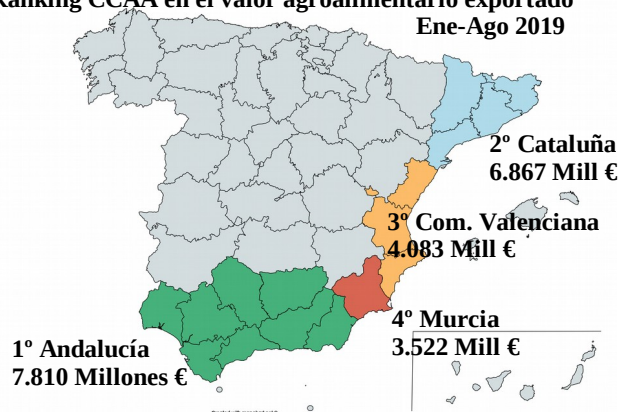 Ranking CCAA en el valor agroalimentario exportado
Ene-Ago 2019
2º Cataluña
6.867 Mill €
3º Com. Valenciana
4.083 Mill €
4º Murcia
3.522 Mill €
1º Andalucía
7.810 Millones €